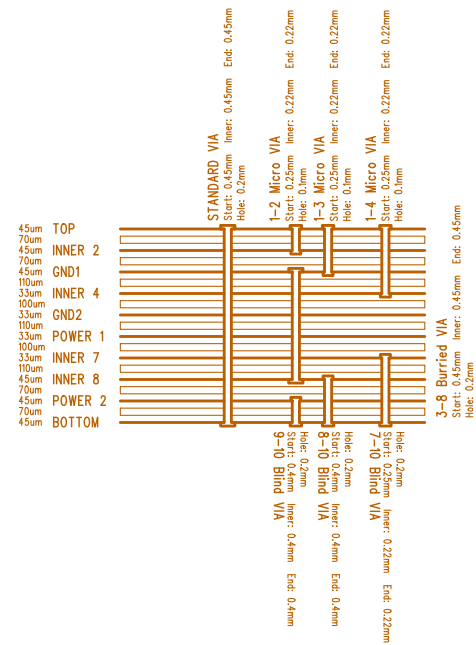 STANDARD VIA
Start: 0.45mm Inner: 0.45mm End: 0.45mm
Hole: 0.2mm
1-2 Micro VIA
Start: 0.25mm Inner: 0.22mm End: 0.22mm
Hole: 0.1mm
1-3 Micro VIA
Start: 0.25mm Inner: 0.22mm End: 0.22mm
Hole: 0.1mm
1-4 Micro VIA
Start: 0.25mm Inner: 0.22mm End: 0.22mm
Hole: 0.1mm
45um TOP
70um
45um INNER 2
70um
45um GND1
110um
33um INNER 4
100um
33um GND2
110um
33um POWER 1
100um
33um INNER 7
110um
45um INNER 8
70um
45um POWER 2
70um
45um BOTTOM
3-8 Burried VIA
Start: 0.45mm Inner: 0.45mm End: 0.45mm
Hole: 0.2mm
Hole: 0.2mm
Start: 0.4mm Inner: 0.4mm End: 0.4mm
9-10 Blind VIA
Hole: 0.2mm
Start: 0.4mm Inner: 0.4mm End: 0.4mm
8-10 Blind VIA
Hole: 0.2mm
Start: 0.25mm Inner: 0.22mm End: 0.22mm
7-10 Blind VIA